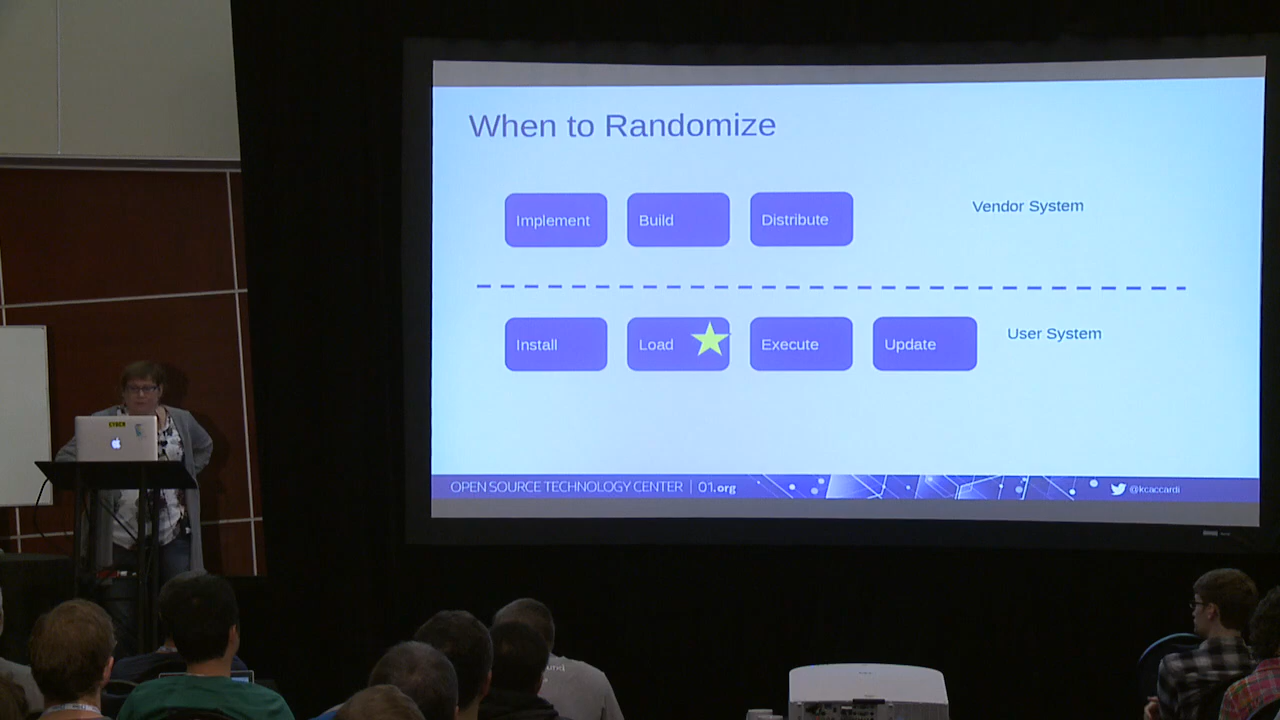 When to Randomize
Implement
Build
Distribute
Vendor System
Install
Load
Execute
Update
User System
OPEN SOURCE TECHNOLOGY CENTER | 01.org
@kcaccardi